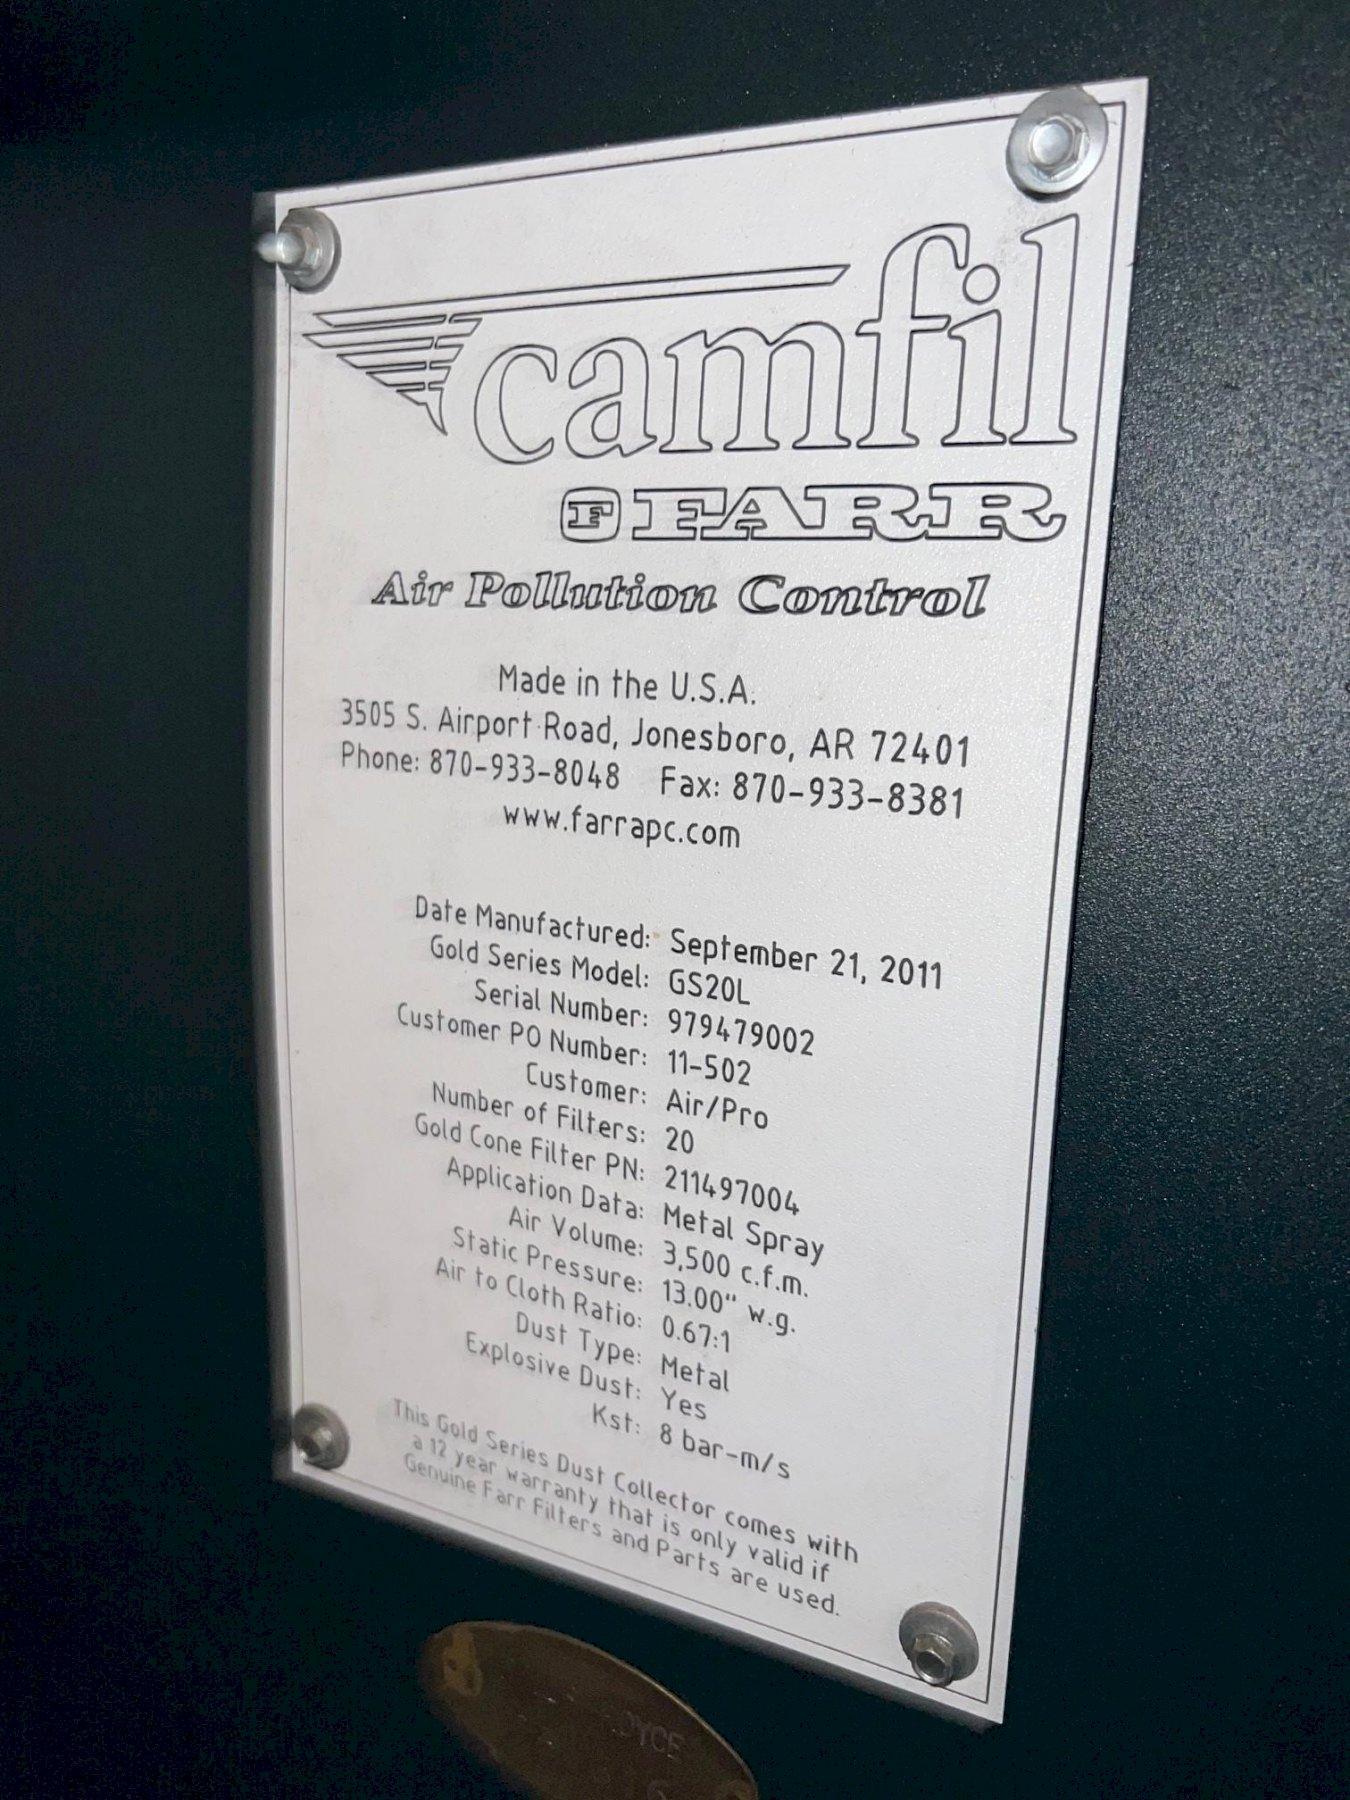 camfil
F FARR
Air Pollution Control
Made in the U.S.A.
3505 S. Airport Road, Jonesboro, AR 72401
Phone: 870-933-8048 Fax: 870-933-8381
www.farrapc.com
Date Manufactured: September 21, 2011
Gold Series Model: GS20L
Serial Number: 979479002
Customer PO Number: 11-502
Customer: Air/Pro
Number of Filters: 20
Gold Cone Filter PN: 211497004
Application Data: Metal Spray
Air Volume: 3,500 c.f.m.
Static Pressure: 13.00" w.g.
Air to Cloth Ratio: 0.67:1
Dust Type: Metal
Explosive Dust: Yes
Kst: 8 bar-m/s
This Gold Series Dust Collector comes with
a 12 year warranty that is only valid if
Genuine Farr Filters and Parts are used.